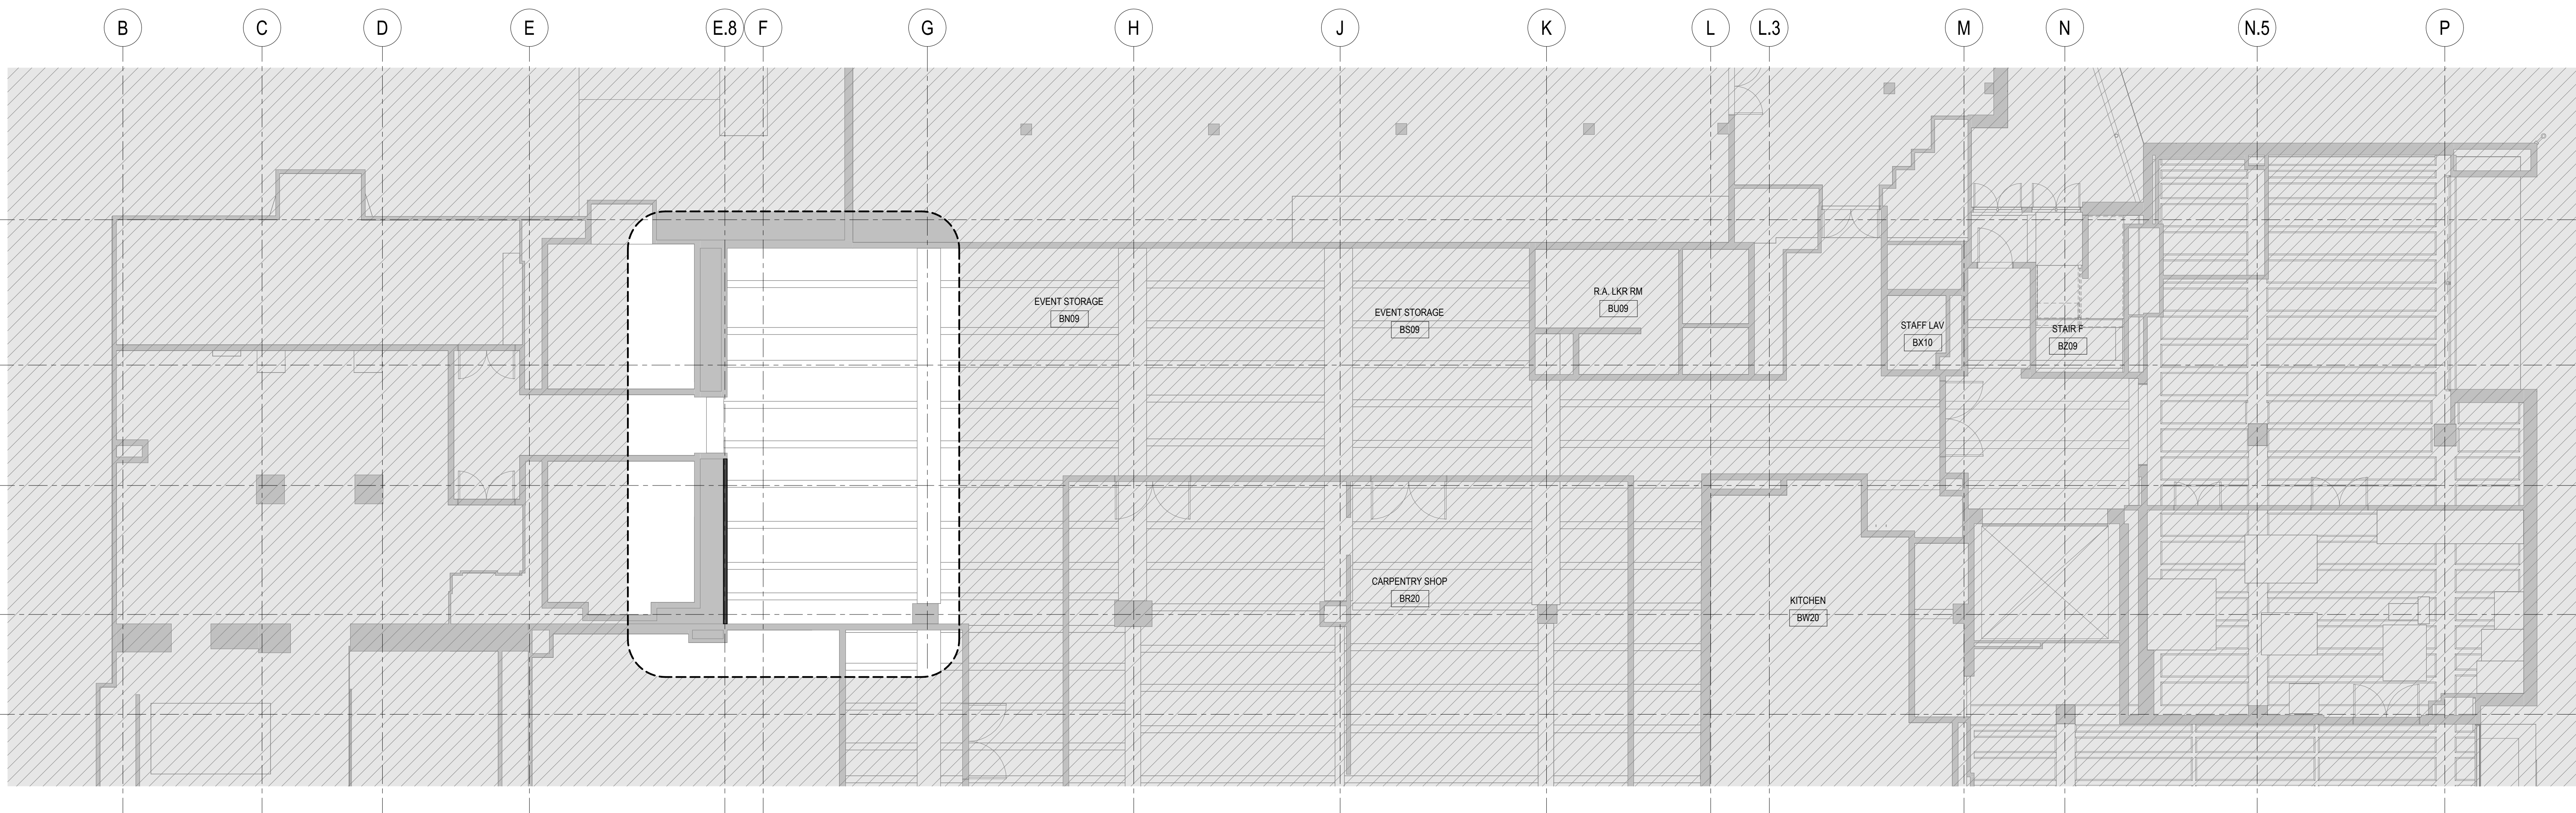 B
C
D
E
E.8
F
G
H
J
K
L
L.3
M
N
N.5
P
EVENT STORAGE
BN09
EVENT STORAGE
BS09
R.A. LKR RM
BU09
STAFF LAV
BX10
STAIR F
BZ09
CARPENTRY SHOP
BR20
KITCHEN
BW20